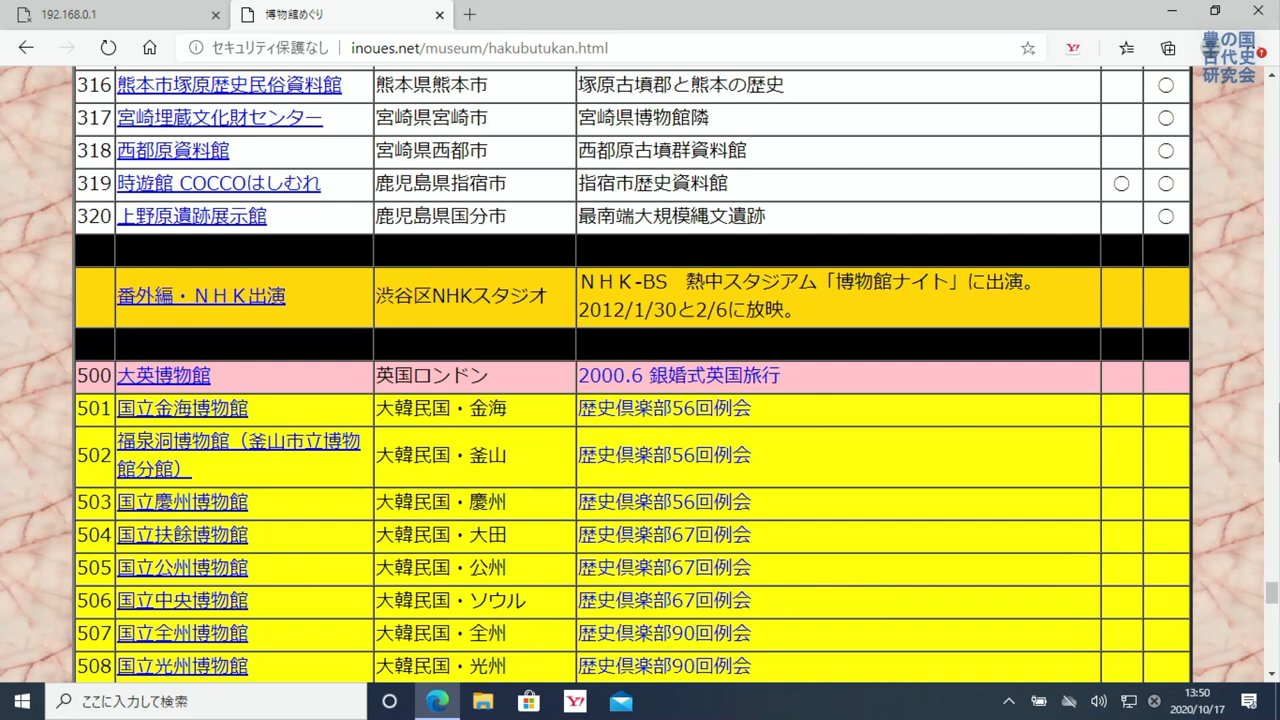 192.168.0.1
博物館めぐり
セキュリティ保護なし inoues.net/museum/hakubutukan.html
豊の国
古代史
研究会
316 熊本市塚原歴史民俗資料館 熊本県熊本市 塚原古墳郡と熊本の歴史 ○
317 宮崎埋蔵文化財センター 宮崎県宮崎市 宮崎県博物館隣 ○
318 西都原資料館 宮崎県西都市 西都原古墳群資料館 ○
319 時遊館 COCCOはしむれ 鹿児島県指宿市 指宿市歴史資料館 ○ ○
320 上野原遺跡展示館 鹿児島県国分市 最南端大規模縄文遺跡 ○
番外編・ＮＨＫ出演 渋谷区NHKスタジオ ＮＨＫ-BS 熱中スタジアム「博物館ナイト」に出演。
2012/1/30と2/6に放映。
500 大英博物館 英国ロンドン 2000.6 銀婚式英国旅行
501 国立金海博物館 大韓民国・金海 歴史倶楽部56回例会
502 福泉洞博物館（釜山市立博物
館分館） 大韓民国・釜山 歴史倶楽部56回例会
503 国立慶州博物館 大韓民国・慶州 歴史倶楽部56回例会
504 国立扶餘博物館 大韓民国・大田 歴史倶楽部67回例会
505 国立公州博物館 大韓民国・公州 歴史倶楽部67回例会
506 国立中央博物館 大韓民国・ソウル 歴史倶楽部67回例会
507 国立全州博物館 大韓民国・全州 歴史倶楽部90回例会
508 国立光州博物館 大韓民国・光州 歴史倶楽部90回例会
ここに入力して検索
13:50
2020/10/17